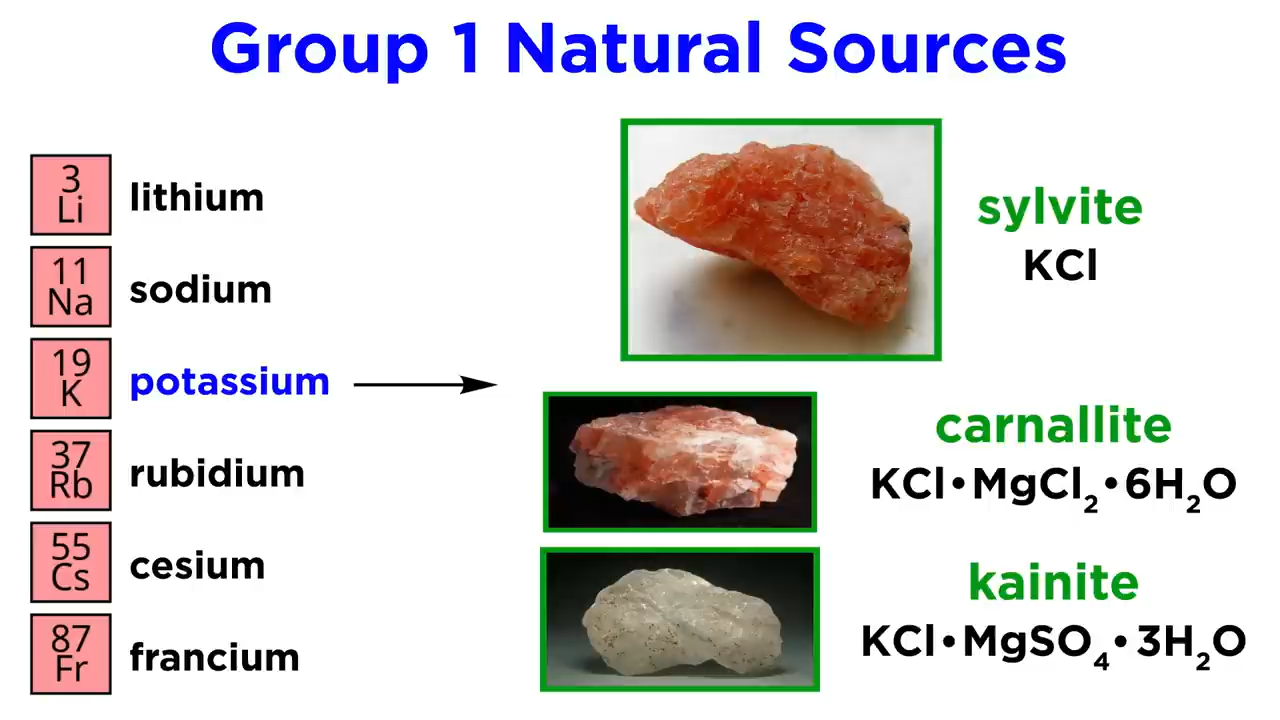 Group 1 Natural Sources
3
Li
lithium
11
Na
sodium
19
K
potassium
37
Rb
rubidium
55
Cs
cesium
87
Fr
francium
sylvite
KCl
carnallite
KCl•MgCl₂•6H₂O
kainite
KCl•MgSO₄•3H₂O